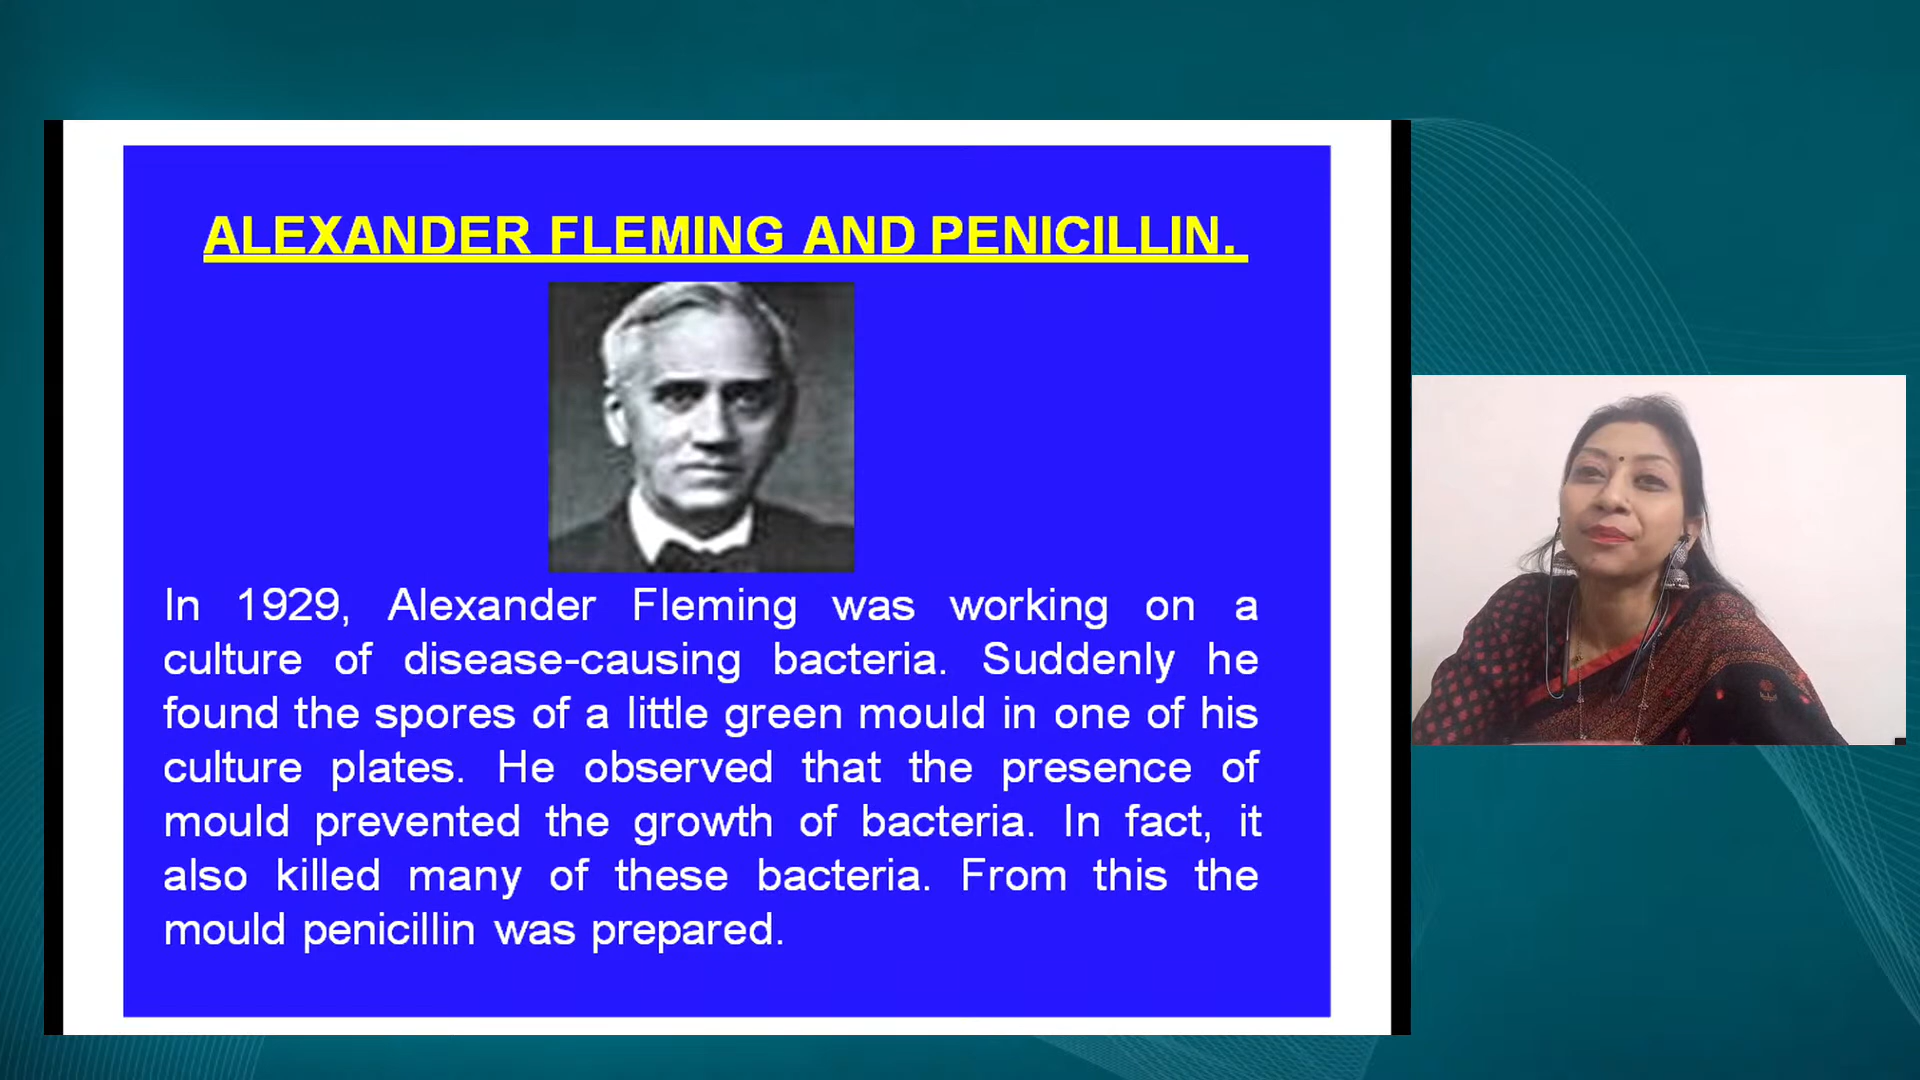 ALEXANDER FLEMING AND PENICILLIN.
In 1929, Alexander Fleming was working on a
culture of disease-causing bacteria. Suddenly he
found the spores of a little green mould in one of his
culture plates. He observed that the presence of
mould prevented the growth of bacteria. In fact, it
also killed many of these bacteria. From this the
mould penicillin was prepared.